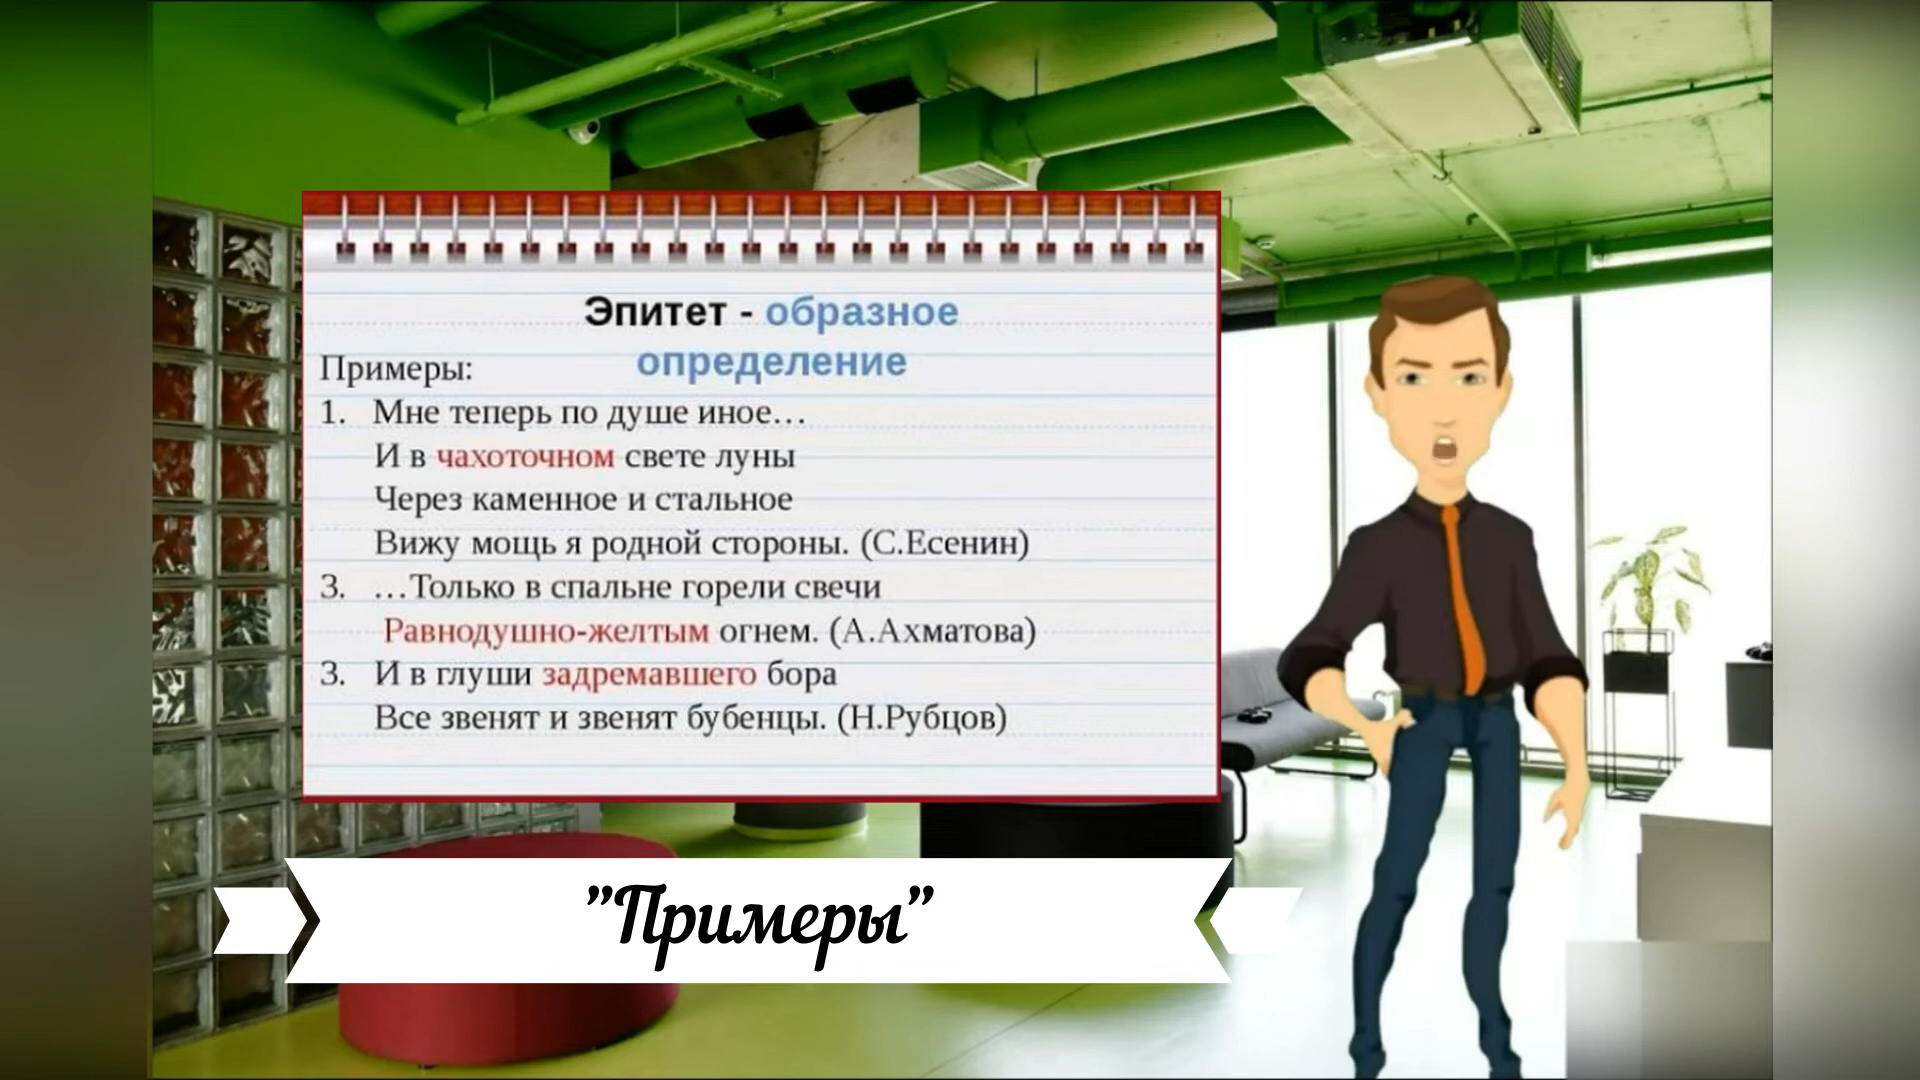 Эпитет - образное
определение
Примеры:
1. Мне теперь по душе иное…
И в чахоточном свете луны
Через каменное и стальное
Вижу мощь я родной стороны. (С.Есенин)
3. …Только в спальне горели свечи
Равнодушно-желтым огнем. (А.Ахматова)
3. И в глуши задремавшего бора
Все звенят и звенят бубенцы. (Н.Рубцов)
"Примеры"